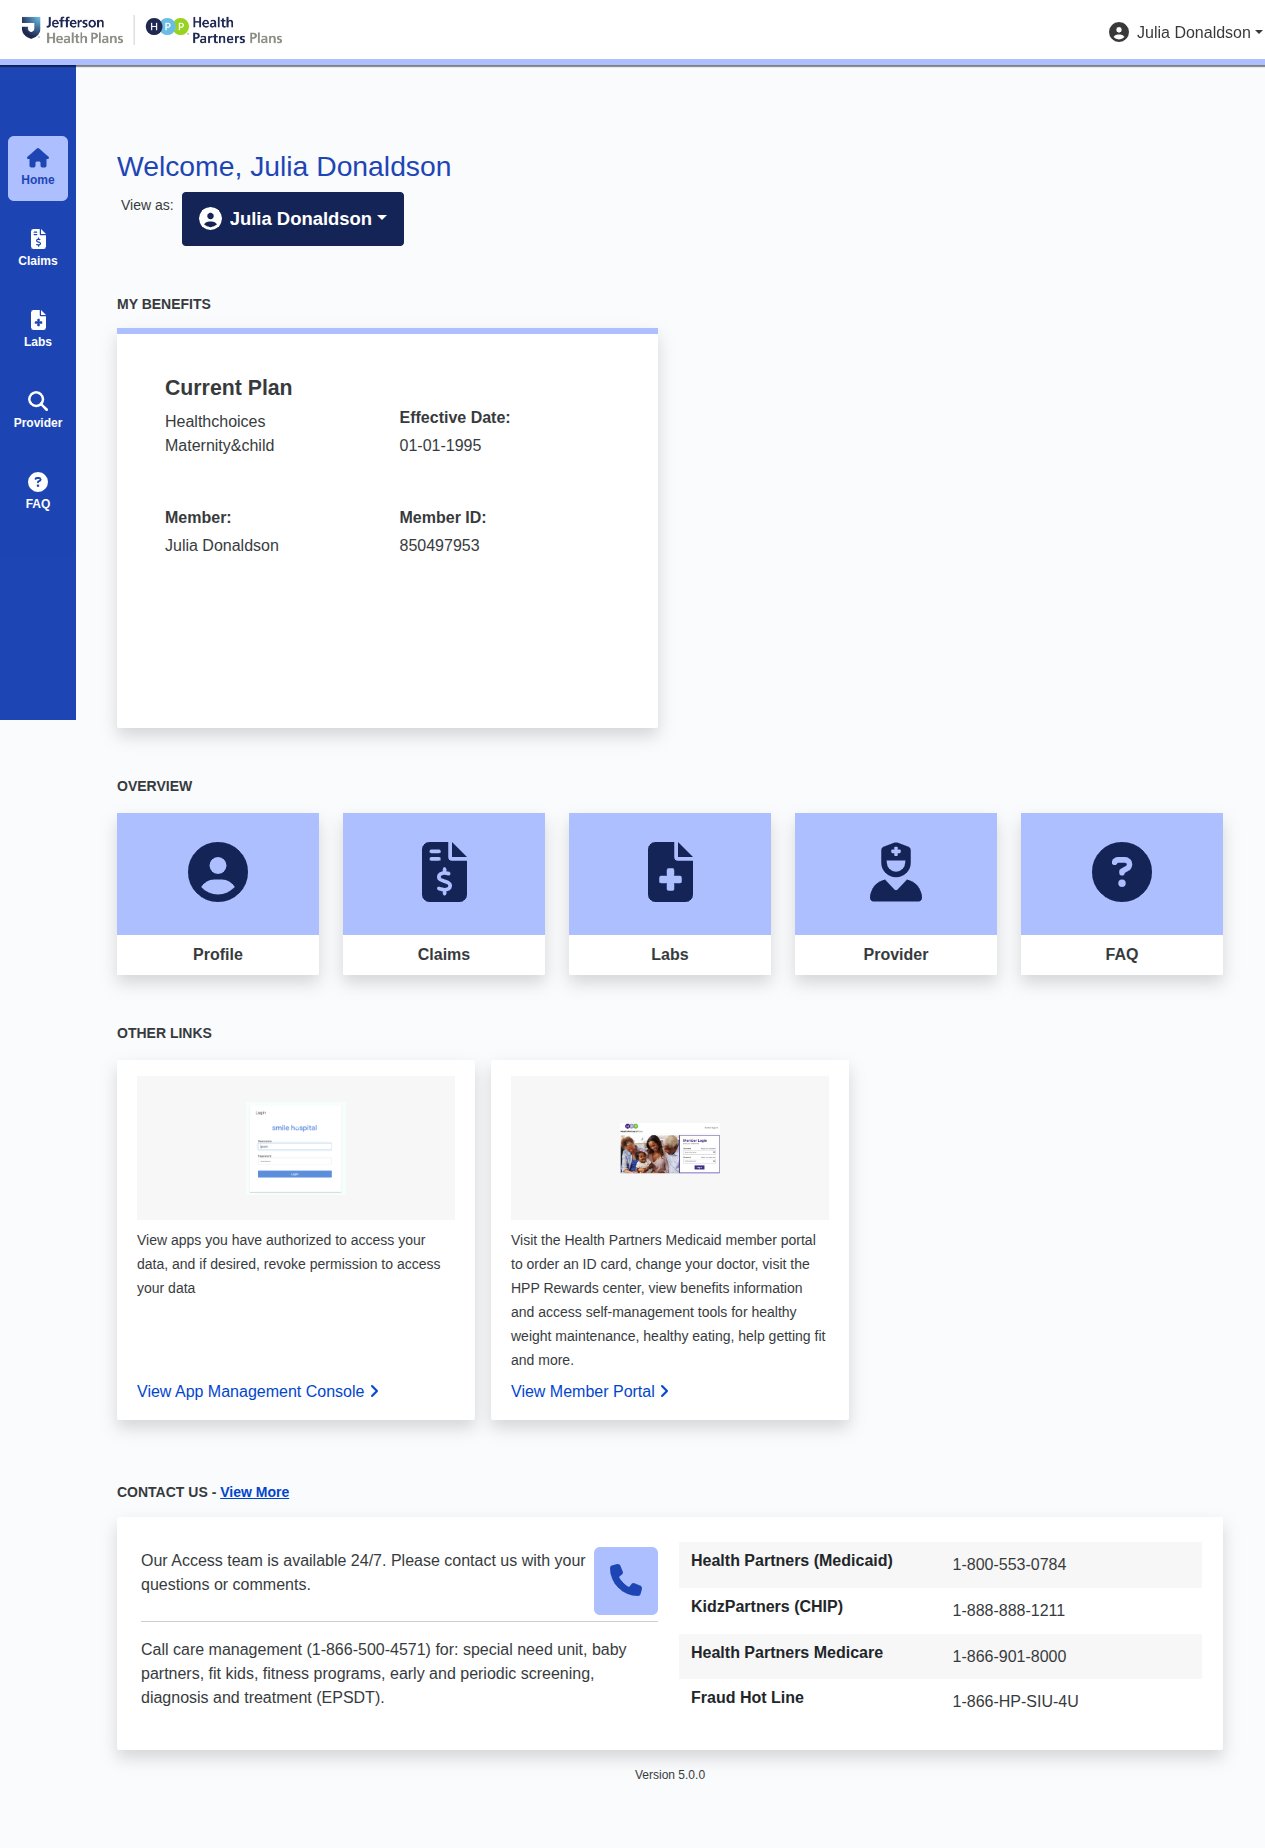 Jefferson
Health Plans
HPP
Health
Partners Plans
Julia Donaldson
Home
Claims
Labs
Provider
FAQ
Welcome, Julia Donaldson
View as:
Julia Donaldson
MY BENEFITS
Current Plan
Healthchoices
Maternity&child
Effective Date:
01-01-1995
Member:
Julia Donaldson
Member ID:
850497953
OVERVIEW
Profile
Claims
Labs
Provider
FAQ
OTHER LINKS
Login
smile hospital
Login
Member Login
View apps you have authorized to access your
data, and if desired, revoke permission to access
your data
View App Management Console
Visit the Health Partners Medicaid member portal
to order an ID card, change your doctor, visit the
HPP Rewards center, view benefits information
and access self-management tools for healthy
weight maintenance, healthy eating, help getting fit
and more.
View Member Portal
CONTACT US - View More
Our Access team is available 24/7. Please contact us with your
questions or comments.
Call care management (1-866-500-4571) for: special need unit, baby
partners, fit kids, fitness programs, early and periodic screening,
diagnosis and treatment (EPSDT).
Health Partners (Medicaid) 1-800-553-0784
KidzPartners (CHIP) 1-888-888-1211
Health Partners Medicare 1-866-901-8000
Fraud Hot Line 1-866-HP-SIU-4U
Version 5.0.0